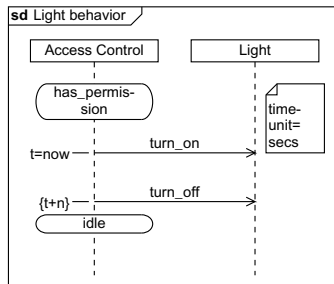 sd Light behavior
Access Control
Light
has_permis-
sion
time-
unit=
secs
turn_on
t=now
turn_off
{t+n}
idle